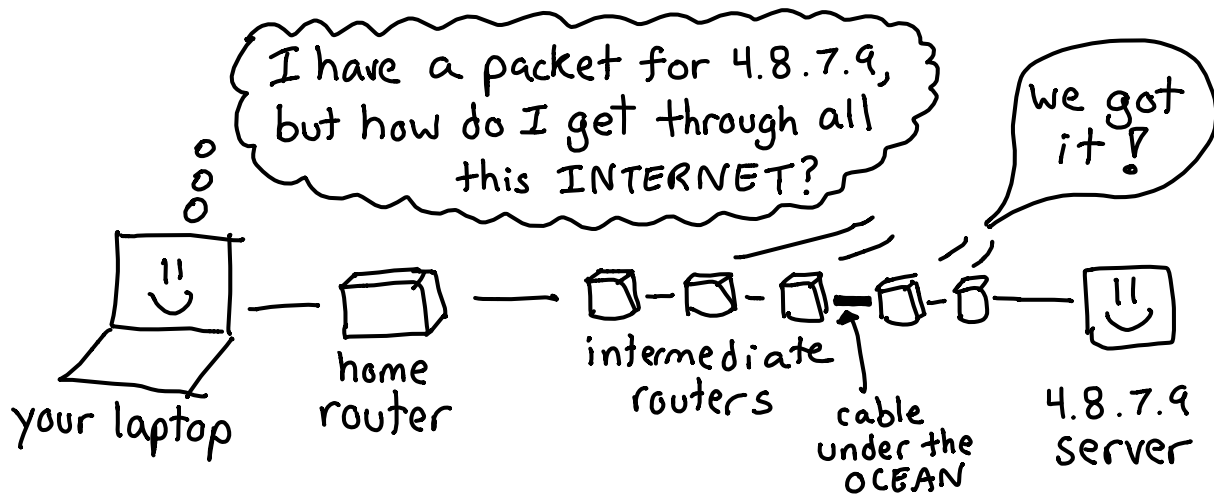 I have a packet for 4.8.7.9,
but how do I get through all
this INTERNET?
we got
it!
your laptop
home
router
intermediate
routers
cable
under the
OCEAN
4.8.7.9
server